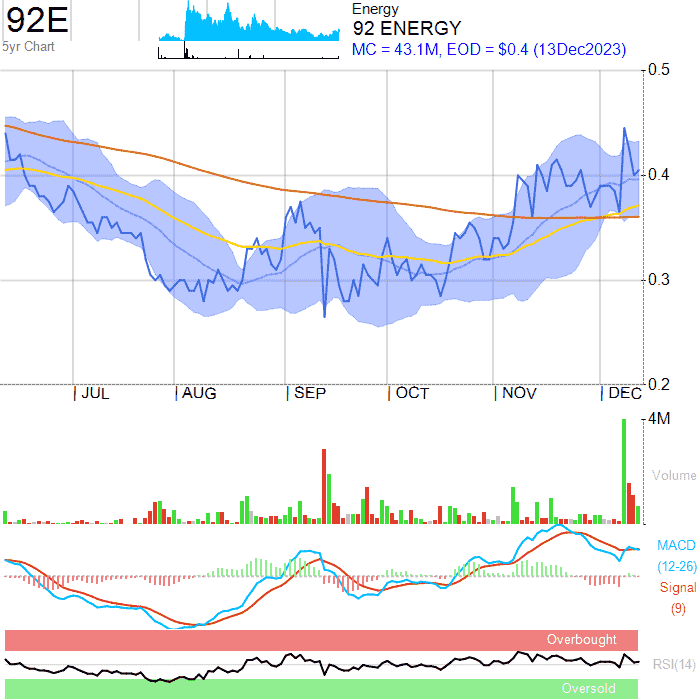 92E
5yr Chart
Energy
92 ENERGY
MC = 43.1M, EOD = $0.4 (13Dec2023)
0.5
0.4
0.3
0.2
| JUL | AUG | SEP | OCT | NOV | DEC
4M
Volume
MACD
(12-26)
Signal
(9)
Overbought
RSI(14)
Oversold